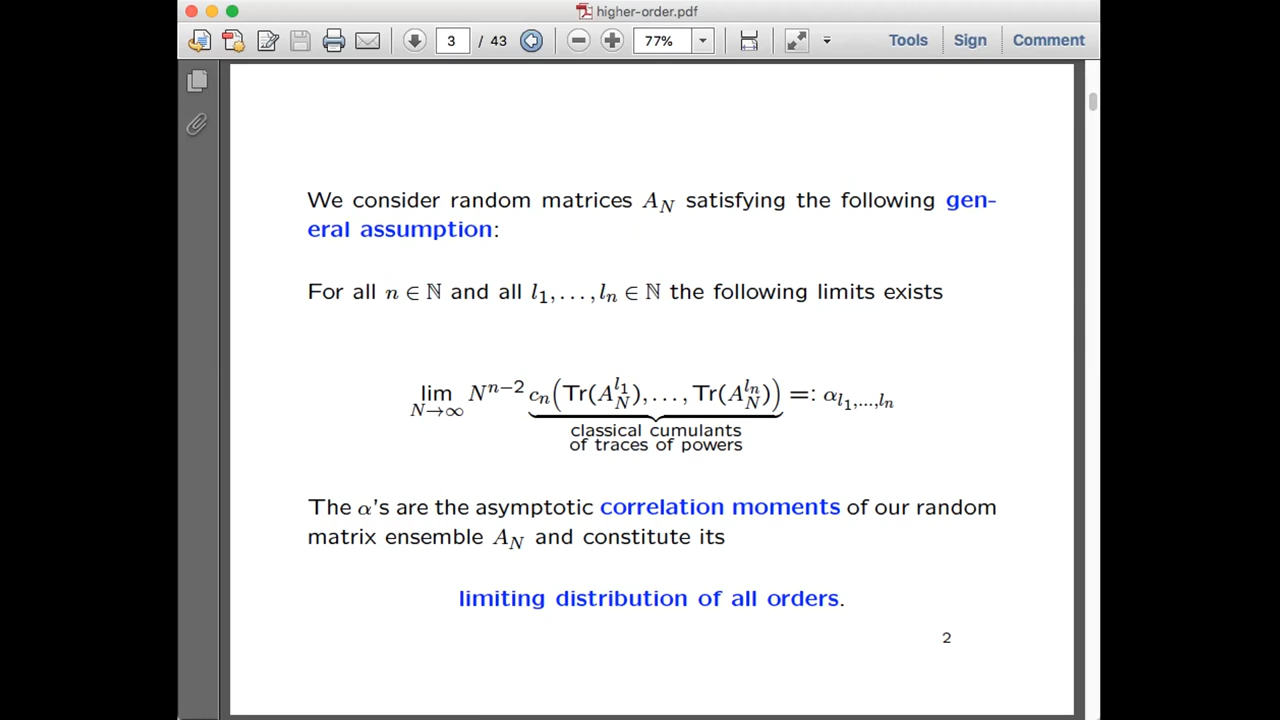 higher-order.pdf
3 / 43 77% Tools Sign Comment
We consider random matrices A_N satisfying the following gen-
eral assumption:
For all n ∈ ℕ and all l_1, . . . , l_n ∈ ℕ the following limits exists
lim_{N→∞} N^{n−2} c_n(Tr(A_N^{l_1}), . . . , Tr(A_N^{l_n})) =: α_{l_1,...,l_n}
classical cumulants
of traces of powers
The α's are the asymptotic correlation moments of our random
matrix ensemble A_N and constitute its
limiting distribution of all orders.
2